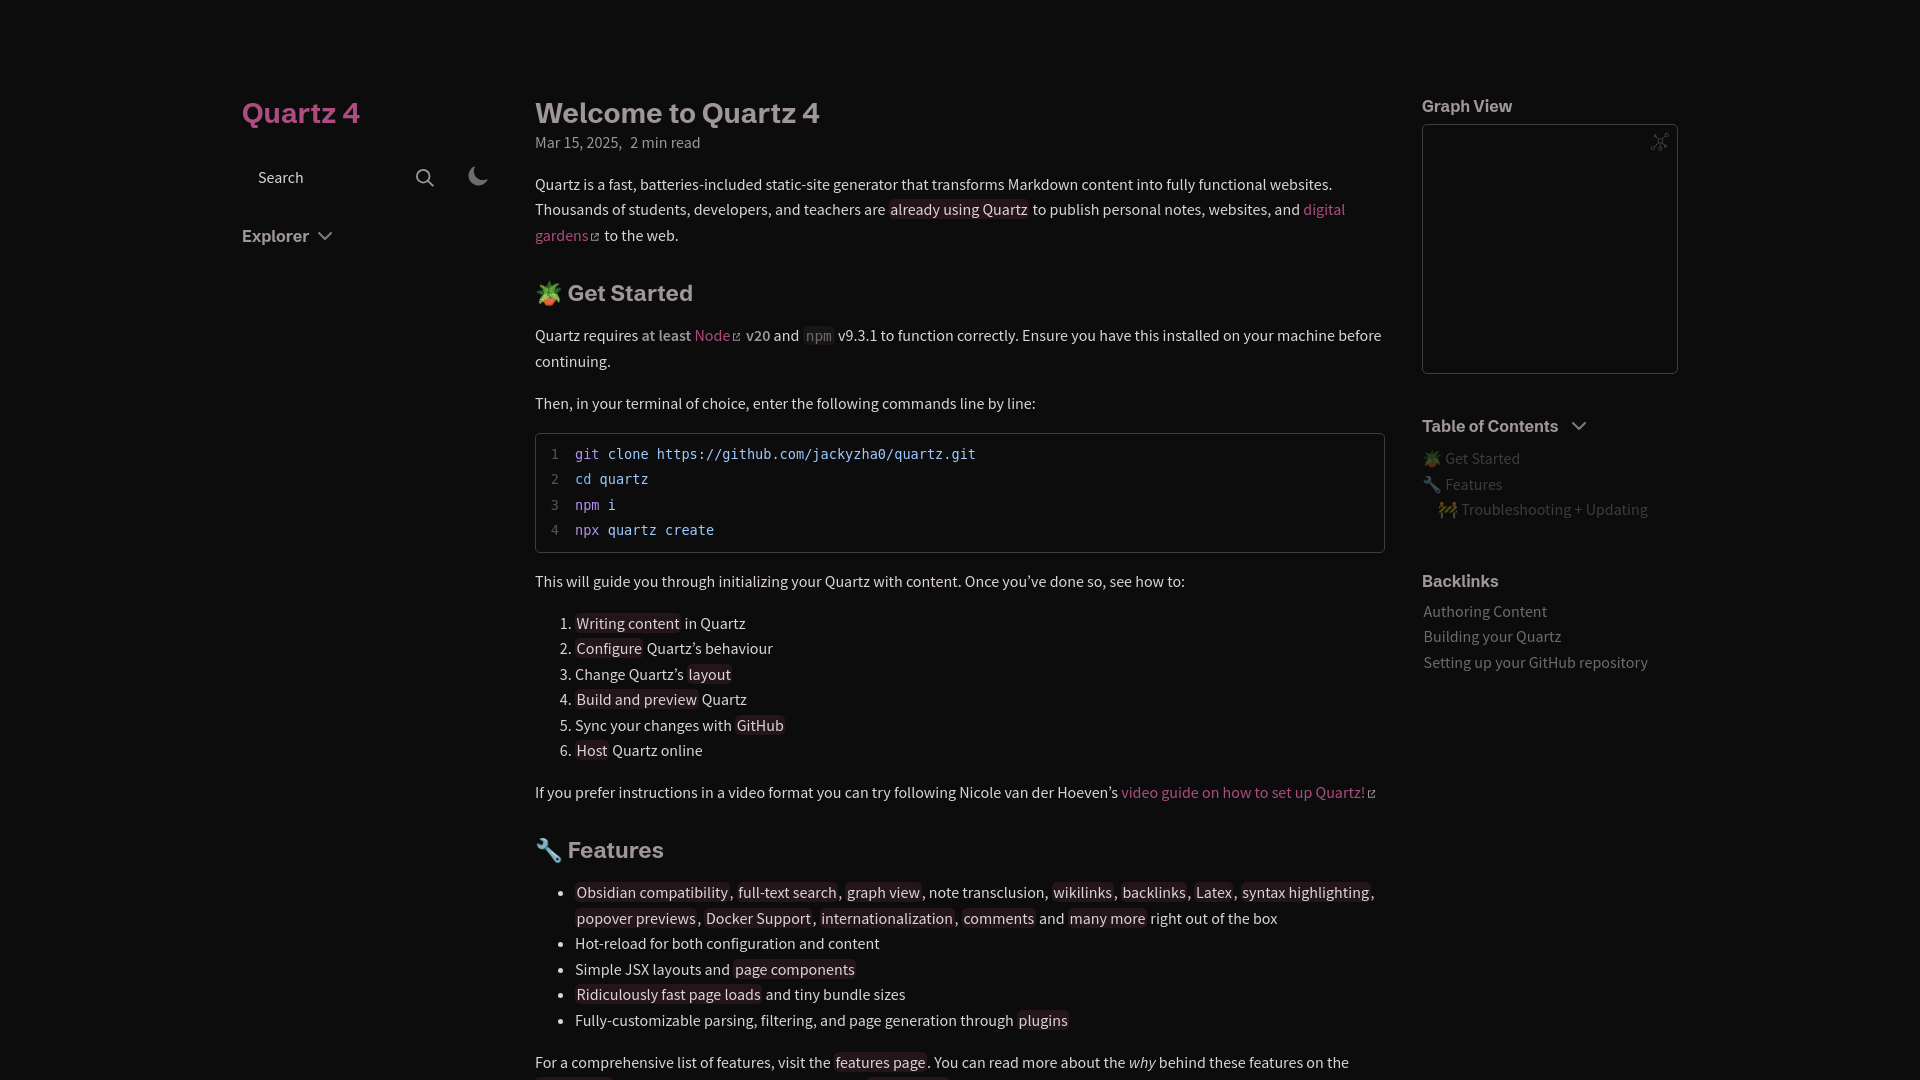 Quartz 4
Search
Explorer
Welcome to Quartz 4
Mar 15, 2025, 2 min read
Quartz is a fast, batteries-included static-site generator that transforms Markdown content into fully functional websites.
Thousands of students, developers, and teachers are already using Quartz to publish personal notes, websites, and digital
gardens to the web.
🪴 Get Started
Quartz requires at least Node v20 and npm v9.3.1 to function correctly. Ensure you have this installed on your machine before
continuing.
Then, in your terminal of choice, enter the following commands line by line:
1 git clone https://github.com/jackyzha0/quartz.git
2 cd quartz
3 npm i
4 npx quartz create
This will guide you through initializing your Quartz with content. Once you’ve done so, see how to:
1. Writing content in Quartz
2. Configure Quartz’s behaviour
3. Change Quartz’s layout
4. Build and preview Quartz
5. Sync your changes with GitHub
6. Host Quartz online
If you prefer instructions in a video format you can try following Nicole van der Hoeven’s video guide on how to set up Quartz!
🔧 Features
• Obsidian compatibility, full-text search, graph view, note transclusion, wikilinks, backlinks, Latex, syntax highlighting,
popover previews, Docker Support, internationalization, comments and many more right out of the box
• Hot-reload for both configuration and content
• Simple JSX layouts and page components
• Ridiculously fast page loads and tiny bundle sizes
• Fully-customizable parsing, filtering, and page generation through plugins
For a comprehensive list of features, visit the features page. You can read more about the why behind these features on the
Graph View
Table of Contents
🪴 Get Started
🔧 Features
🚧 Troubleshooting + Updating
Backlinks
Authoring Content
Building your Quartz
Setting up your GitHub repository